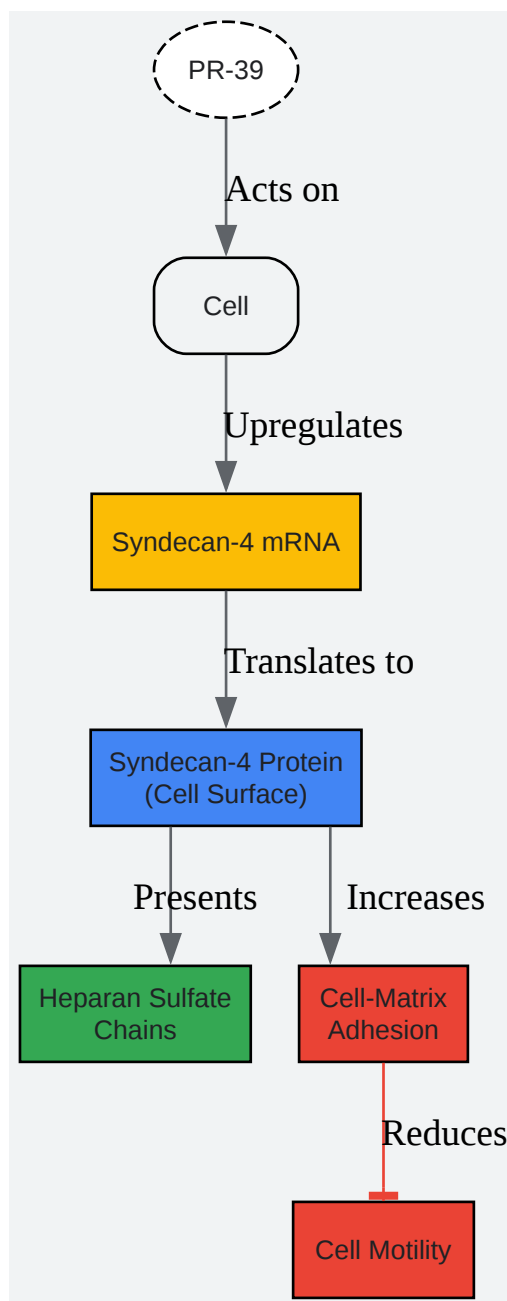 PR-39
Acts on
Cell
Upregulates
Syndecan-4 mRNA
Translates to
Syndecan-4 Protein
(Cell Surface)
Presents
Increases
Heparan Sulfate
Chains
Cell-Matrix
Adhesion
Reduces
Cell Motility